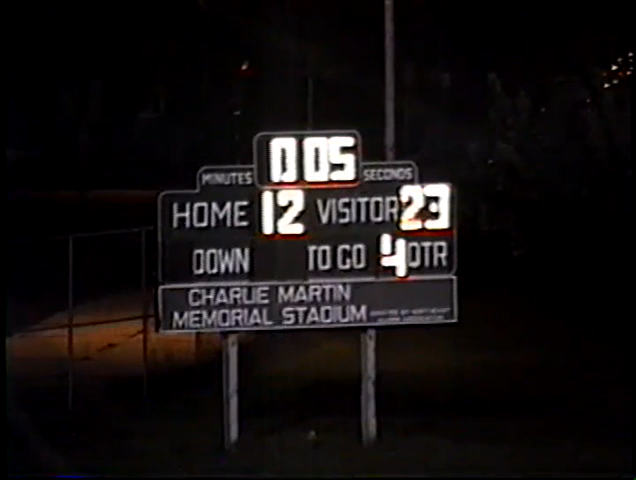 MINUTES 0 05 SECONDS
HOME 12 VISITOR 23
DOWN TO GO 4 QTR
CHARLIE MARTIN
MEMORIAL STADIUM